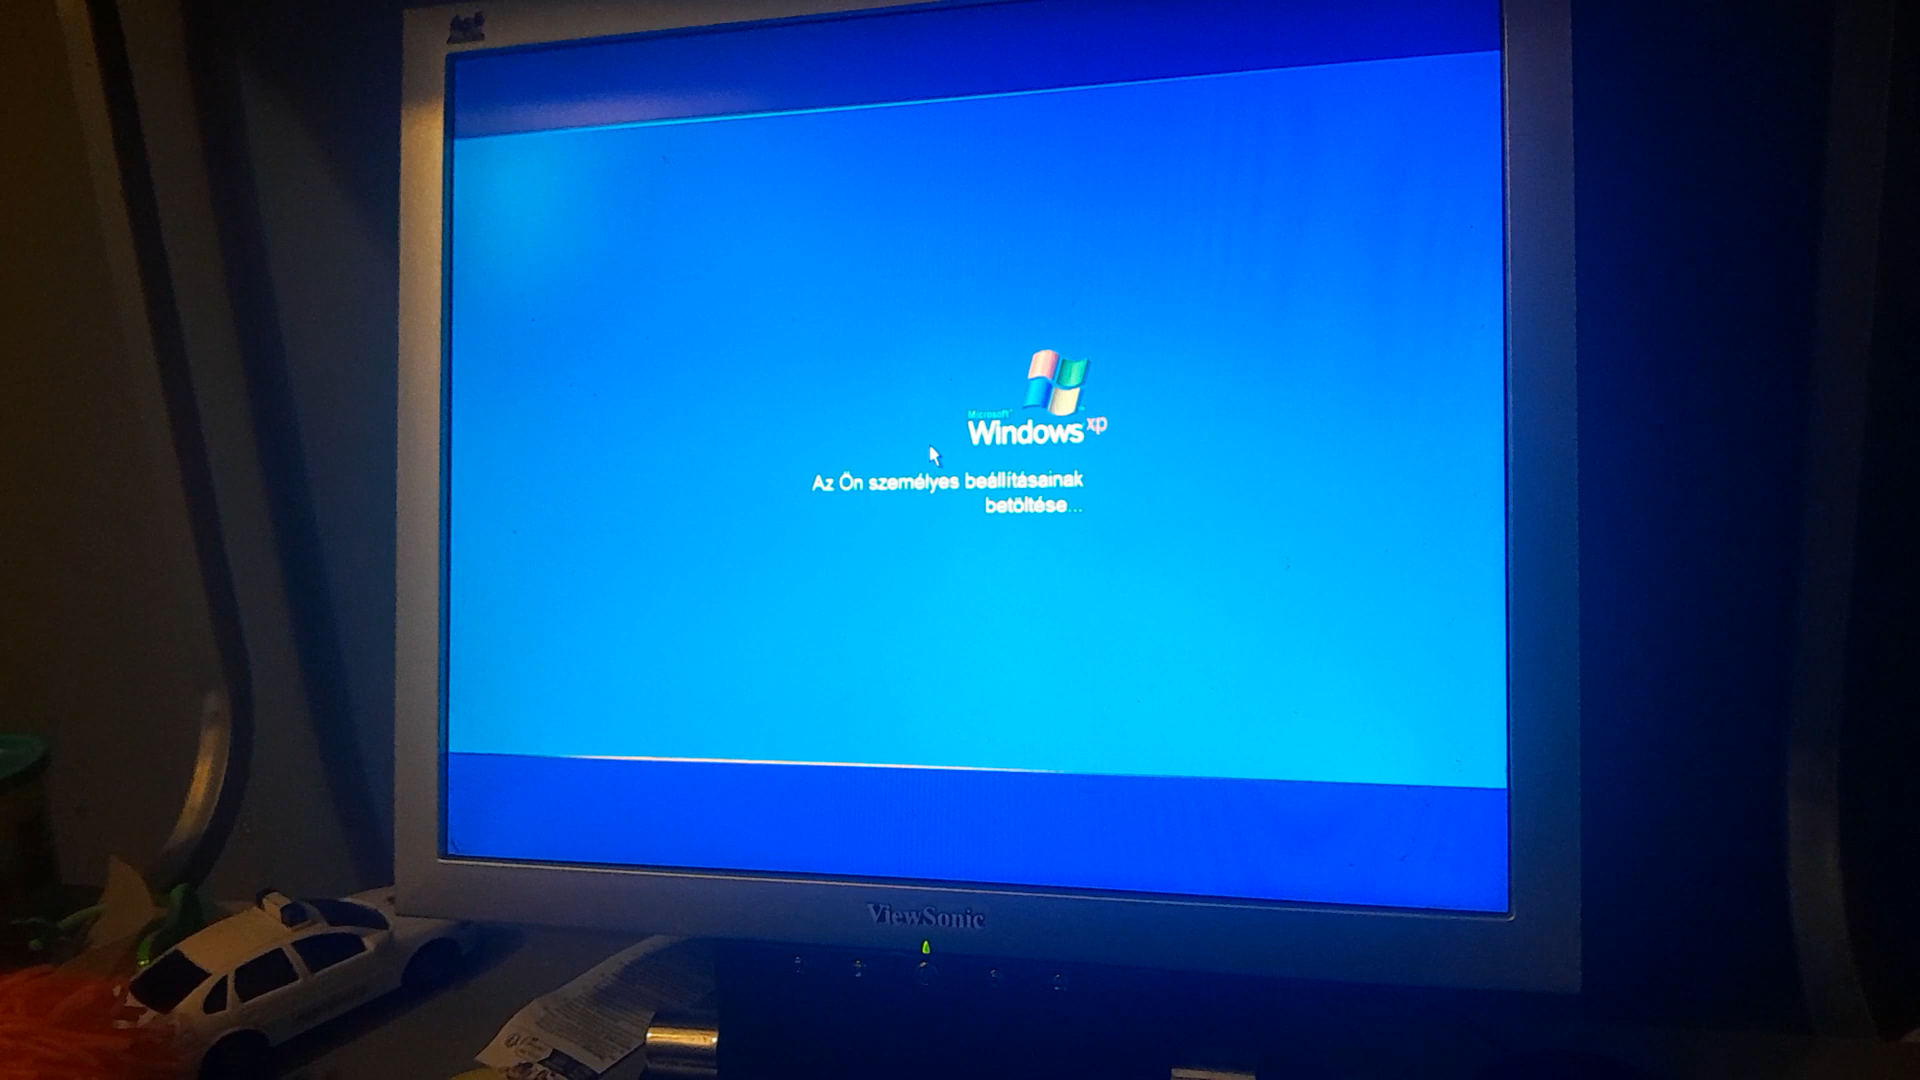 Microsoft
Windows xp
Az Ön személyes beállításainak
betöltése...
ViewSonic